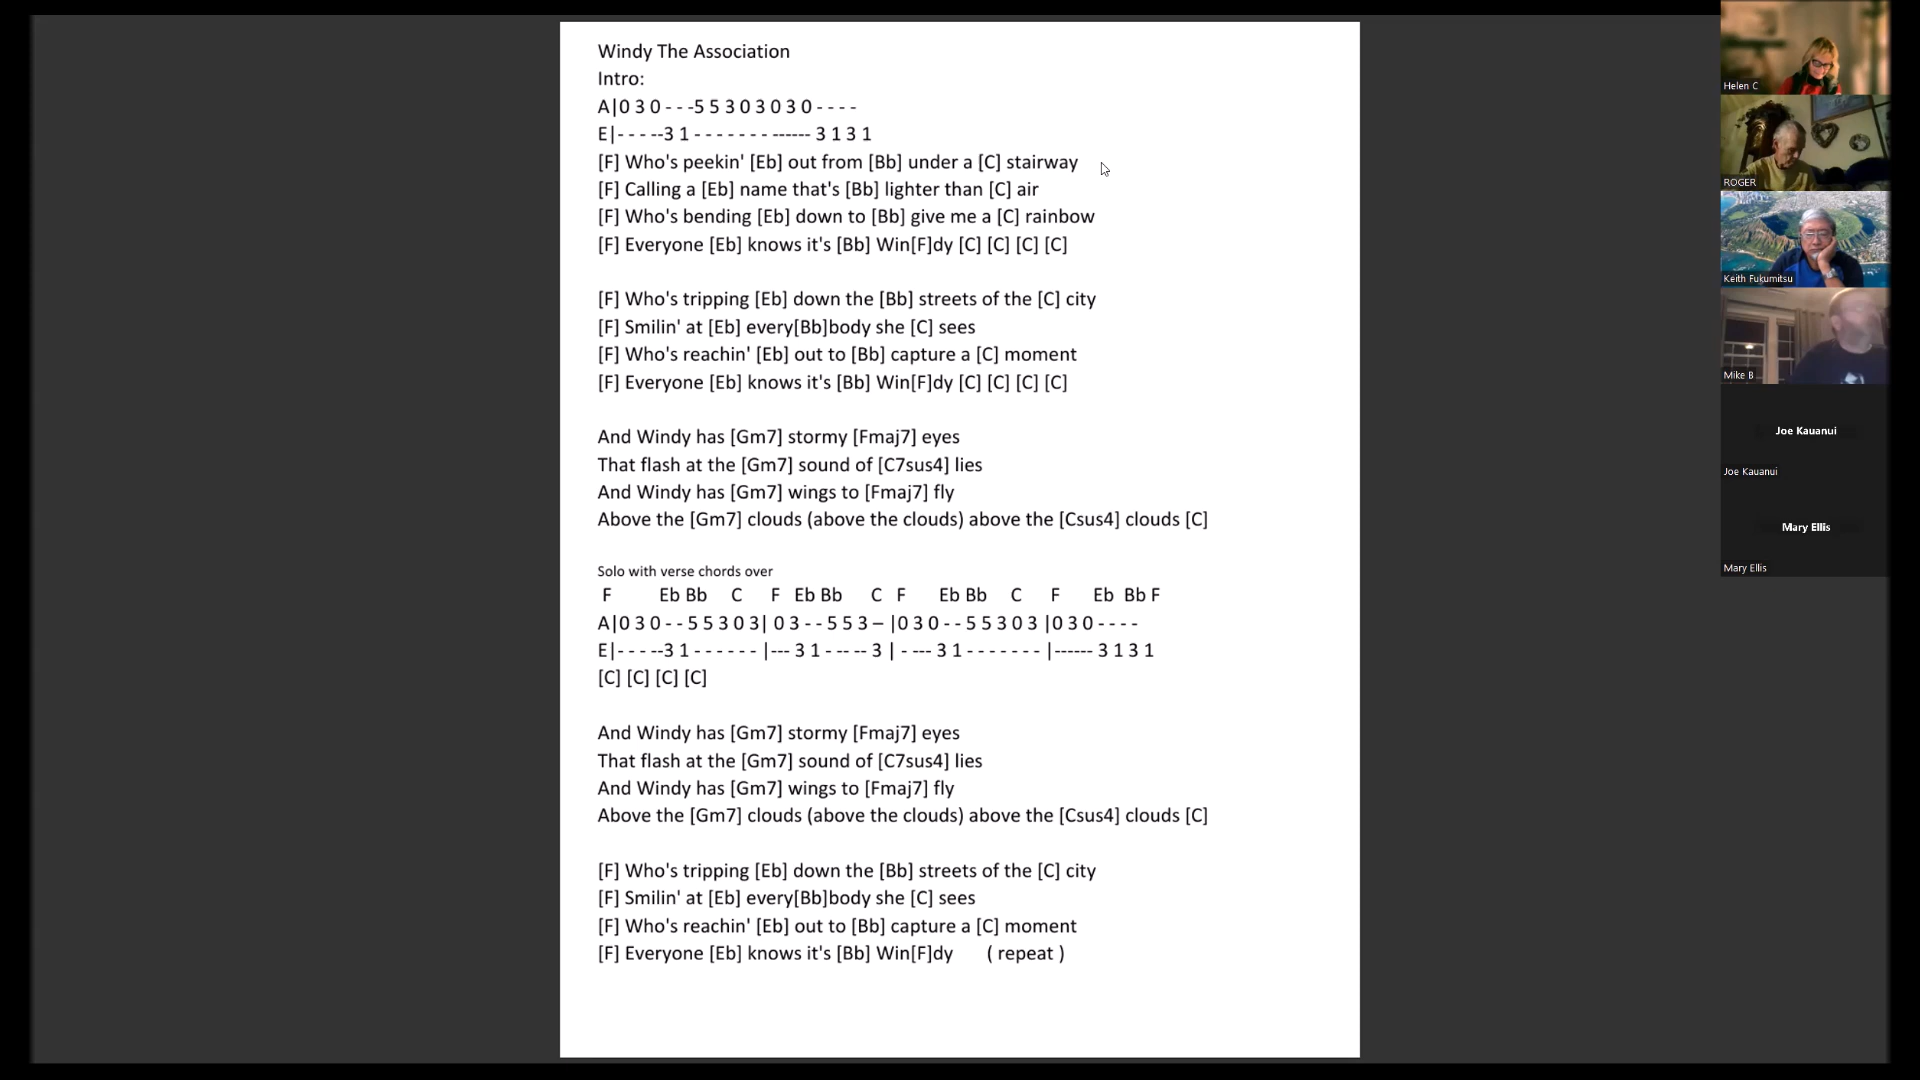 Windy The Association
Intro:
A|0 3 0 - - -5 5 3 0 3 0 3 0 - - - -
E|- - - --3 1 - - - - - - - ------ 3 1 3 1
[F] Who's peekin' [Eb] out from [Bb] under a [C] stairway
[F] Calling a [Eb] name that's [Bb] lighter than [C] air
[F] Who's bending [Eb] down to [Bb] give me a [C] rainbow
[F] Everyone [Eb] knows it's [Bb] Win[F]dy [C] [C] [C] [C]
[F] Who's tripping [Eb] down the [Bb] streets of the [C] city
[F] Smilin' at [Eb] every[Bb]body she [C] sees
[F] Who's reachin' [Eb] out to [Bb] capture a [C] moment
[F] Everyone [Eb] knows it's [Bb] Win[F]dy [C] [C] [C] [C]
And Windy has [Gm7] stormy [Fmaj7] eyes
That flash at the [Gm7] sound of [C7sus4] lies
And Windy has [Gm7] wings to [Fmaj7] fly
Above the [Gm7] clouds (above the clouds) above the [Csus4] clouds [C]
Solo with verse chords over
F Eb Bb C F Eb Bb C F Eb Bb C F Eb Bb F
A|0 3 0 - - 5 5 3 0 3| 0 3 - - 5 5 3 – |0 3 0 - - 5 5 3 0 3 |0 3 0 - - - -
E|- - - --3 1 - - - - - - |--- 3 1 - -- -- 3 | - --- 3 1 - - - - - - - |------ 3 1 3 1
[C] [C] [C] [C]
And Windy has [Gm7] stormy [Fmaj7] eyes
That flash at the [Gm7] sound of [C7sus4] lies
And Windy has [Gm7] wings to [Fmaj7] fly
Above the [Gm7] clouds (above the clouds) above the [Csus4] clouds [C]
[F] Who's tripping [Eb] down the [Bb] streets of the [C] city
[F] Smilin' at [Eb] every[Bb]body she [C] sees
[F] Who's reachin' [Eb] out to [Bb] capture a [C] moment
[F] Everyone [Eb] knows it's [Bb] Win[F]dy ( repeat )
Helen C
ROGER
Keith Fukumitsu
Mike B
Joe Kauanui
Joe Kauanui
Mary Ellis
Mary Ellis